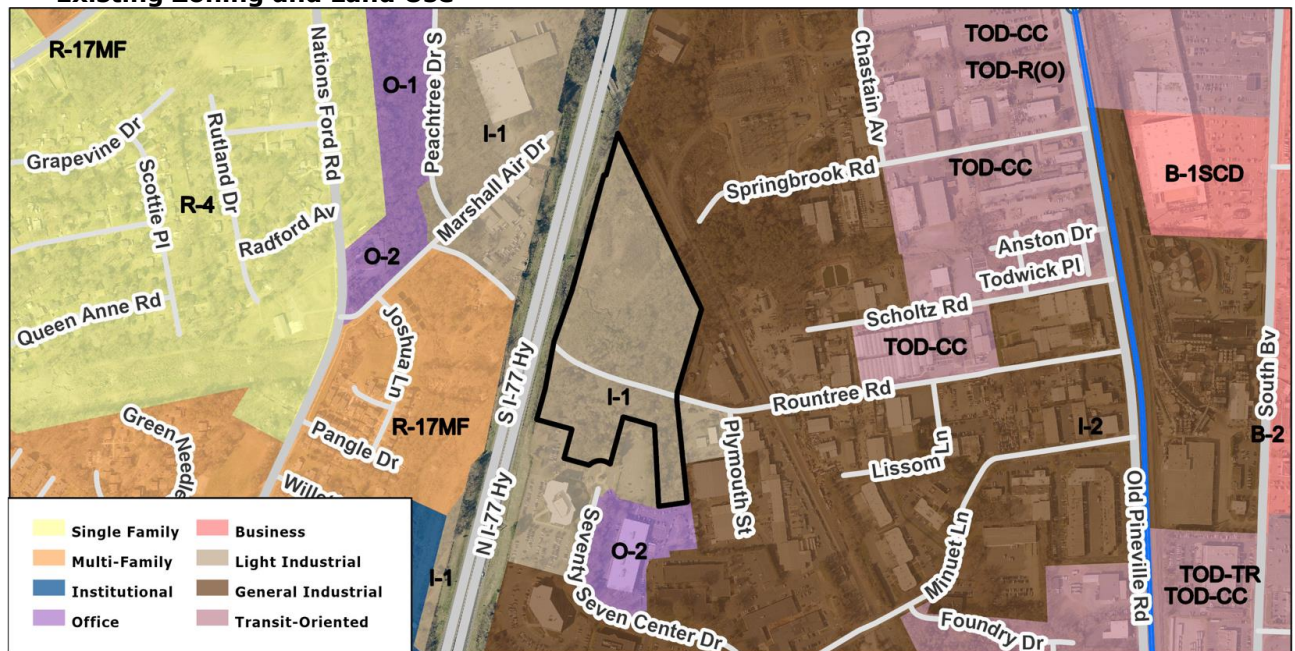 Existing Zoning and Land Use
R-17MF
Nations Ford Rd
O-1
Peachtree Dr S
I-1
Marshall Air Dr
Grapevine Dr
Scottie Pl
Rutland Dr
R-4
Radford Av
O-2
Queen Anne Rd
Joshua Ln
R-17MF
Pangle Dr
Green Needle
S I-77 Hy
N I-77 Hy
I-1
I-1
Chastain Av
TOD-CC
TOD-R(O)
Springbrook Rd
TOD-CC
B-1SCD
Anston Dr
Todwick Pl
Scholtz Rd
TOD-CC
Rountree Rd
Plymouth St
Lissom Ln
I-2
South Bv
B-2
Minuet Ln
Old Pineville Rd
O-2
Seventy Seven Center Dr
Foundry Dr
TOD-TR
TOD-CC
Single Family
Multi-Family
Institutional
Office
Business
Light Industrial
General Industrial
Transit-Oriented